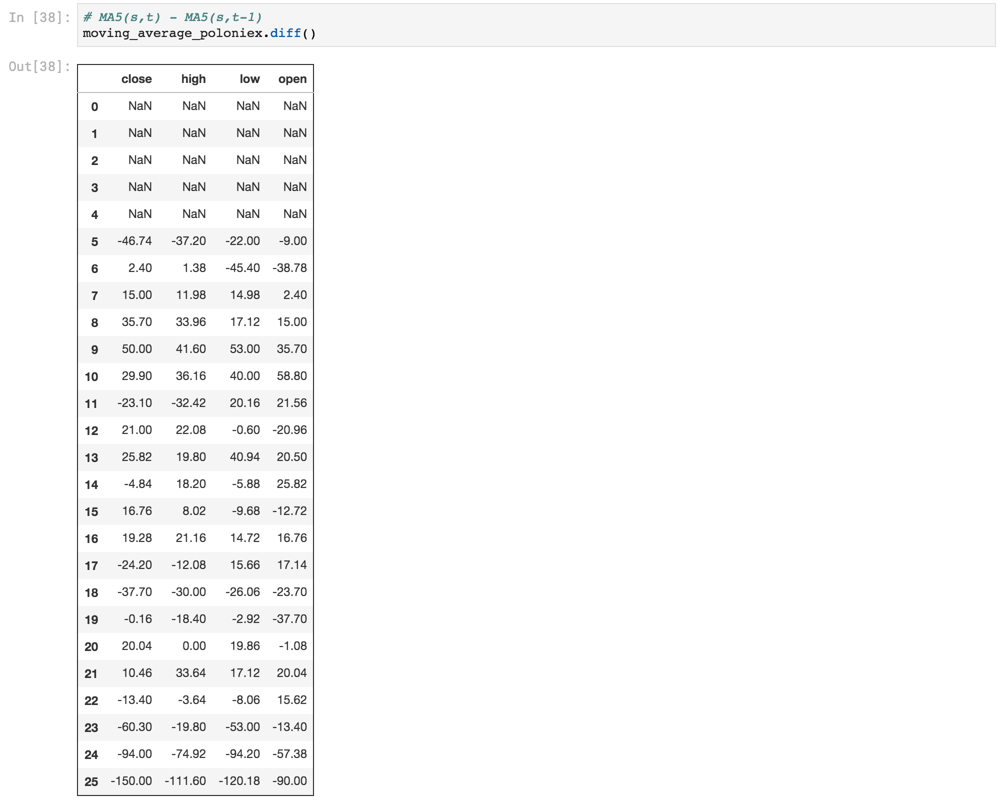 In [38]: # MA5(s,t) - MA5(s,t-1)
moving_average_poloniex.diff()
Out[38]:
close high low open
0 NaN NaN NaN NaN
1 NaN NaN NaN NaN
2 NaN NaN NaN NaN
3 NaN NaN NaN NaN
4 NaN NaN NaN NaN
5 -46.74 -37.20 -22.00 -9.00
6 2.40 1.38 -45.40 -38.78
7 15.00 11.98 14.98 2.40
8 35.70 33.96 17.12 15.00
9 50.00 41.60 53.00 35.70
10 29.90 36.16 40.00 58.80
11 -23.10 -32.42 20.16 21.56
12 21.00 22.08 -0.60 -20.96
13 25.82 19.80 40.94 20.50
14 -4.84 18.20 -5.88 25.82
15 16.76 8.02 -9.68 -12.72
16 19.28 21.16 14.72 16.76
17 -24.20 -12.08 15.66 17.14
18 -37.70 -30.00 -26.06 -23.70
19 -0.16 -18.40 -2.92 -37.70
20 20.04 0.00 19.86 -1.08
21 10.46 33.64 17.12 20.04
22 -13.40 -3.64 -8.06 15.62
23 -60.30 -19.80 -53.00 -13.40
24 -94.00 -74.92 -94.20 -57.38
25 -150.00 -111.60 -120.18 -90.00